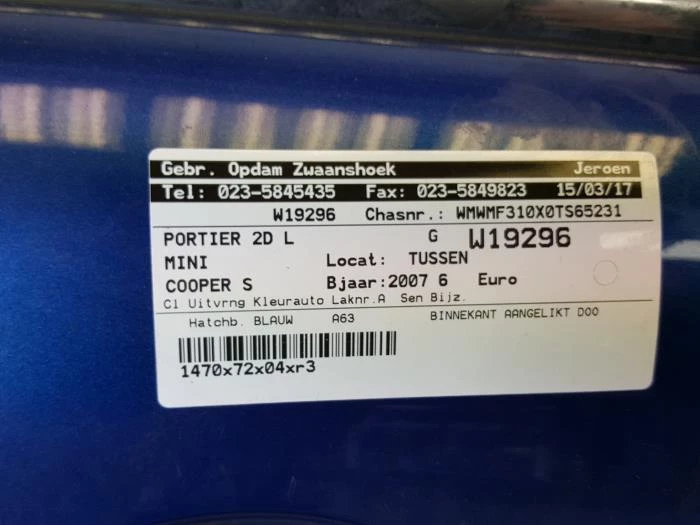 Gebr. Opdam Zwaanshoek Jeroen
Tel: 023-5845435 Fax: 023-5849823 15/03/17
W19296 Chasnr.: WMWMF310X0TS65231
PORTIER 2D L G W19296
MINI Locat: TUSSEN
COOPER S Bjaar:2007 6 Euro
Cl Uitvrng Kleurauto Laknr.A Sen Bijz.
Hatchb. BLAUW A63 BINNEKANT AANGELIKT DOO
1470x72x04xr3